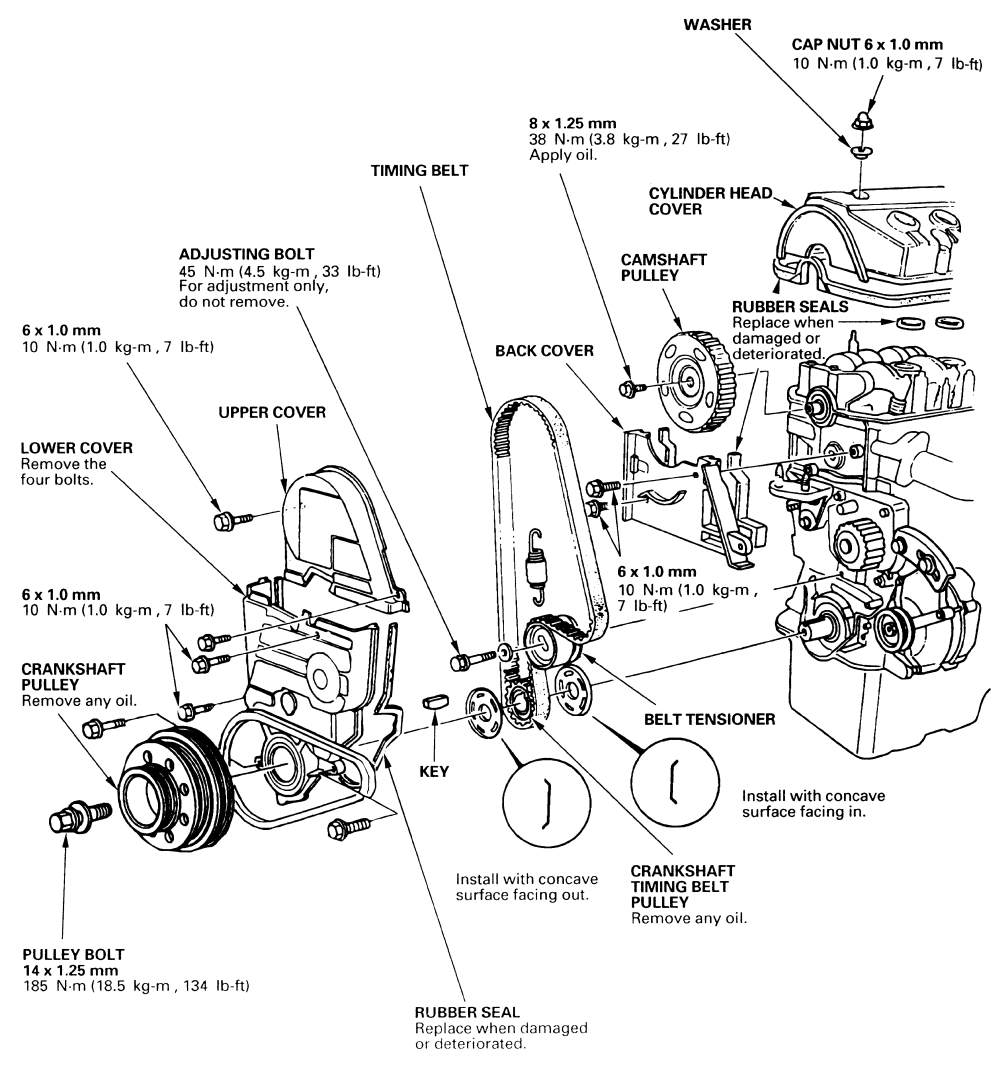 WASHER
CAP NUT 6 x 1.0 mm
10 N·m (1.0 kg-m , 7 lb-ft)
8 x 1.25 mm
38 N·m (3.8 kg-m , 27 lb-ft)
Apply oil.
TIMING BELT
CYLINDER HEAD
COVER
ADJUSTING BOLT
45 N·m (4.5 kg-m , 33 lb-ft)
For adjustment only,
do not remove.
CAMSHAFT
PULLEY
RUBBER SEALS
Replace when
damaged or
deteriorated.
6 x 1.0 mm
10 N·m (1.0 kg-m , 7 lb-ft)
BACK COVER
UPPER COVER
LOWER COVER
Remove the
four bolts.
6 x 1.0 mm
10 N·m (1.0 kg-m ,
7 lb-ft)
6 x 1.0 mm
10 N·m (1.0 kg-m , 7 lb-ft)
CRANKSHAFT
PULLEY
Remove any oil.
BELT TENSIONER
KEY
Install with concave
surface facing in.
Install with concave
surface facing out.
CRANKSHAFT
TIMING BELT
PULLEY
Remove any oil.
PULLEY BOLT
14 x 1.25 mm
185 N·m (18.5 kg-m , 134 lb-ft)
RUBBER SEAL
Replace when damaged
or deteriorated.